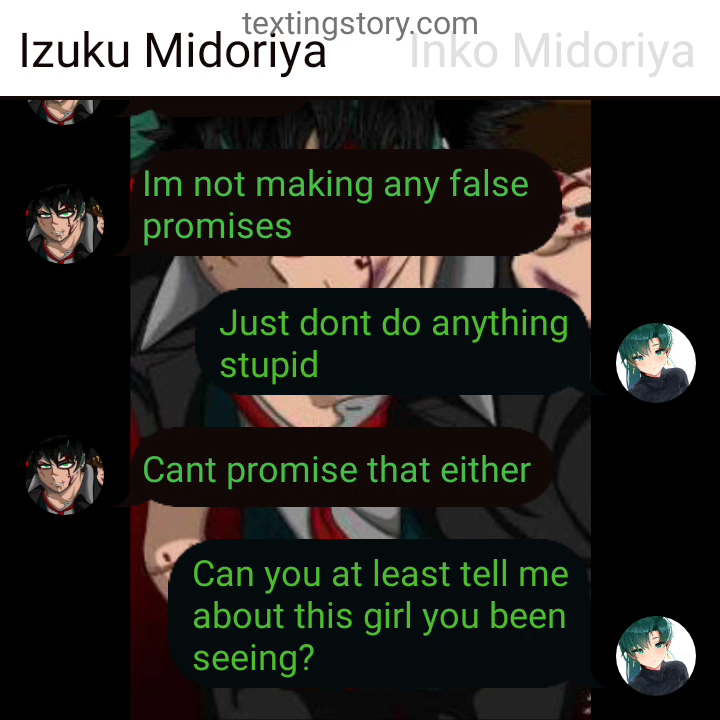 textingstory.com
Izuku Midoriya
Inko Midoriya
Im not making any false
promises
Just dont do anything
stupid
Cant promise that either
Can you at least tell me
about this girl you been
seeing?